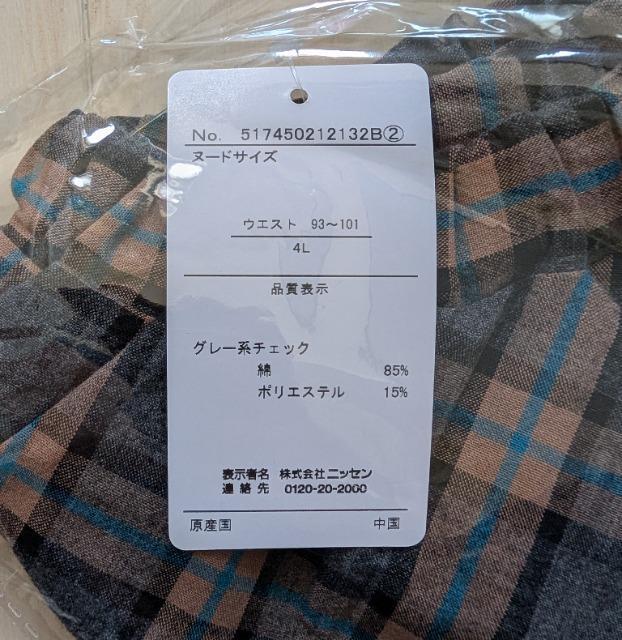 No. 517450212132B②
ヌードサイズ
ウエスト 93～101
4L
品質表示
グレー系チェック
綿 85%
ポリエステル 15%
表示者名 株式会社ニッセン
連絡先 0120-20-2000
原産国 中国